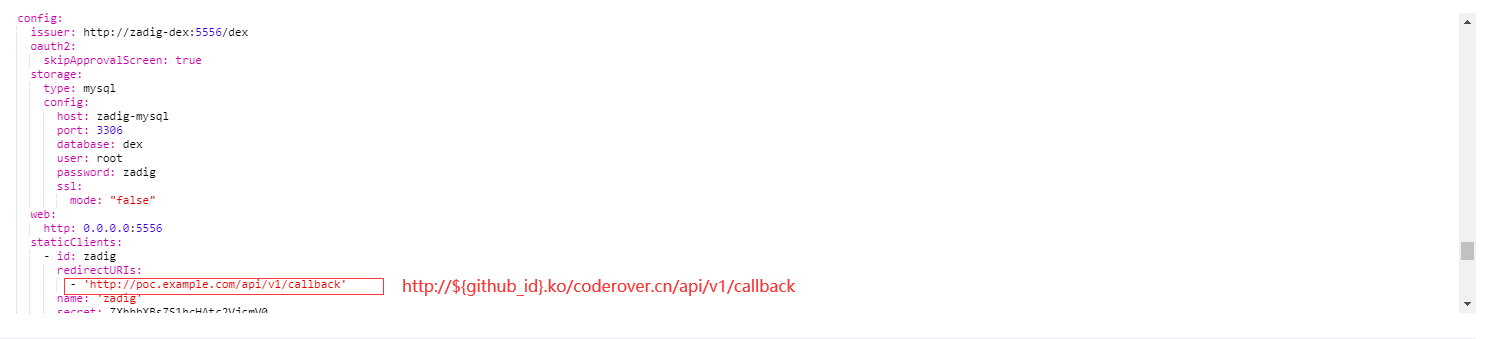 config:
issuer: http://zadig-dex:5556/dex
oauth2:
skipApprovalScreen: true
storage:
type: mysql
config:
host: zadig-mysql
port: 3306
database: dex
user: root
password: zadig
ssl:
mode: "false"
web:
http: 0.0.0.0:5556
staticClients:
- id: zadig
redirectURIs:
- 'http://poc.example.com/api/v1/callback' http://${github_id}.ko/coderover.cn/api/v1/callback
name: 'zadig'
secret: